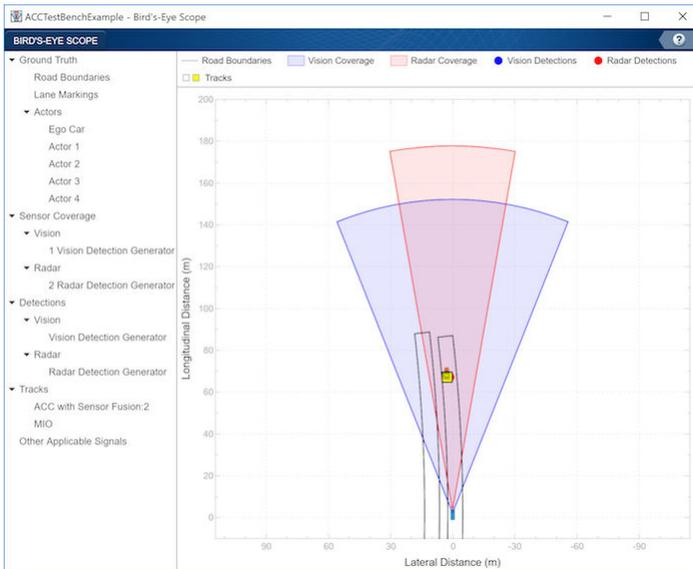 ACCTestBenchExample - Bird's-Eye Scope
BIRD'S-EYE SCOPE
?
Ground Truth
Road Boundaries
Lane Markings
Actors
Ego Car
Actor 1
Actor 2
Actor 3
Actor 4
Sensor Coverage
Vision
1 Vision Detection Generator
Radar
2 Radar Detection Generator
Detections
Vision
Vision Detection Generator
Radar
Radar Detection Generator
Tracks
ACC with Sensor Fusion:2
MIO
Other Applicable Signals
Road Boundaries Vision Coverage Radar Coverage Vision Detections Radar Detections
Tracks
200
180
160
140
120
100
80
60
40
20
0
Longitudinal Distance (m)
90 60 30 0 -30 -60 -90
Lateral Distance (m)